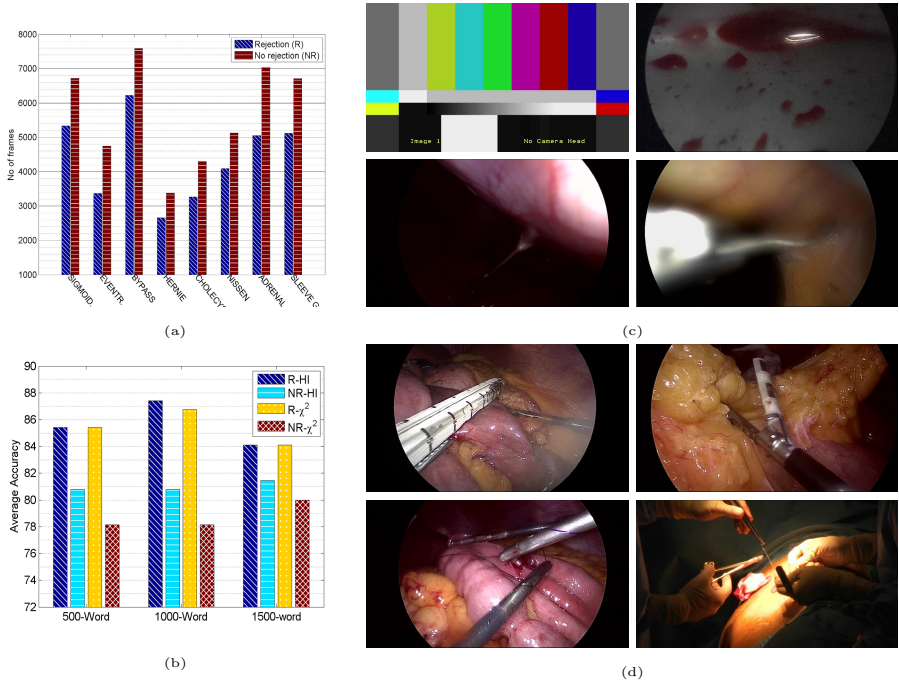 8000
7000
6000
5000
4000
3000
2000
1000
No of frames
Rejection (R)
No rejection (NR)
SIGMOID.
EVENTR.
BYPASS
HERNIE
CHOLECYS
NISSEN
ADRENAL
SLEEVE G
(a)
Image 1
No Camera Head
(c)
90
88
86
84
82
80
78
76
74
72
Average Accuracy
R-HI
NR-HI
R-χ²
NR-χ²
500-Word
1000-Word
1500-word
(b)
(d)